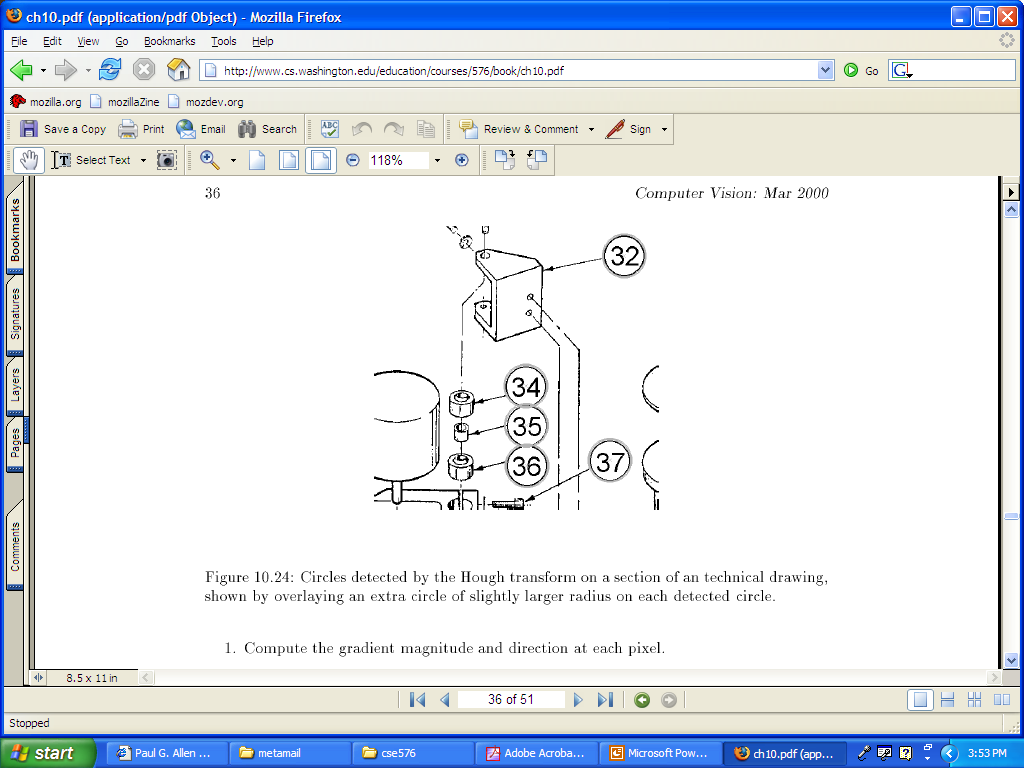 ch10.pdf (application/pdf Object) - Mozilla Firefox
File Edit View Go Bookmarks Tools Help
http://www.cs.washington.edu/education/courses/576/book/ch10.pdf Go G
mozilla.org mozillaZine mozdev.org
Save a Copy Print Email Search ABC Review & Comment Sign
T Select Text 118%
Bookmarks
Signatures
Layers
Pages
Comments
36 Computer Vision: Mar 2000
32
34
35
36
37
Figure 10.24: Circles detected by the Hough transform on a section of an technical drawing,
shown by overlaying an extra circle of slightly larger radius on each detected circle.
1. Compute the gradient magnitude and direction at each pixel.
8.5 x 11 in
36 of 51
Stopped
start Paul G. Allen ... metamail cse576 Adobe Acroba... Microsoft Pow... ch10.pdf (app... 3:53 PM